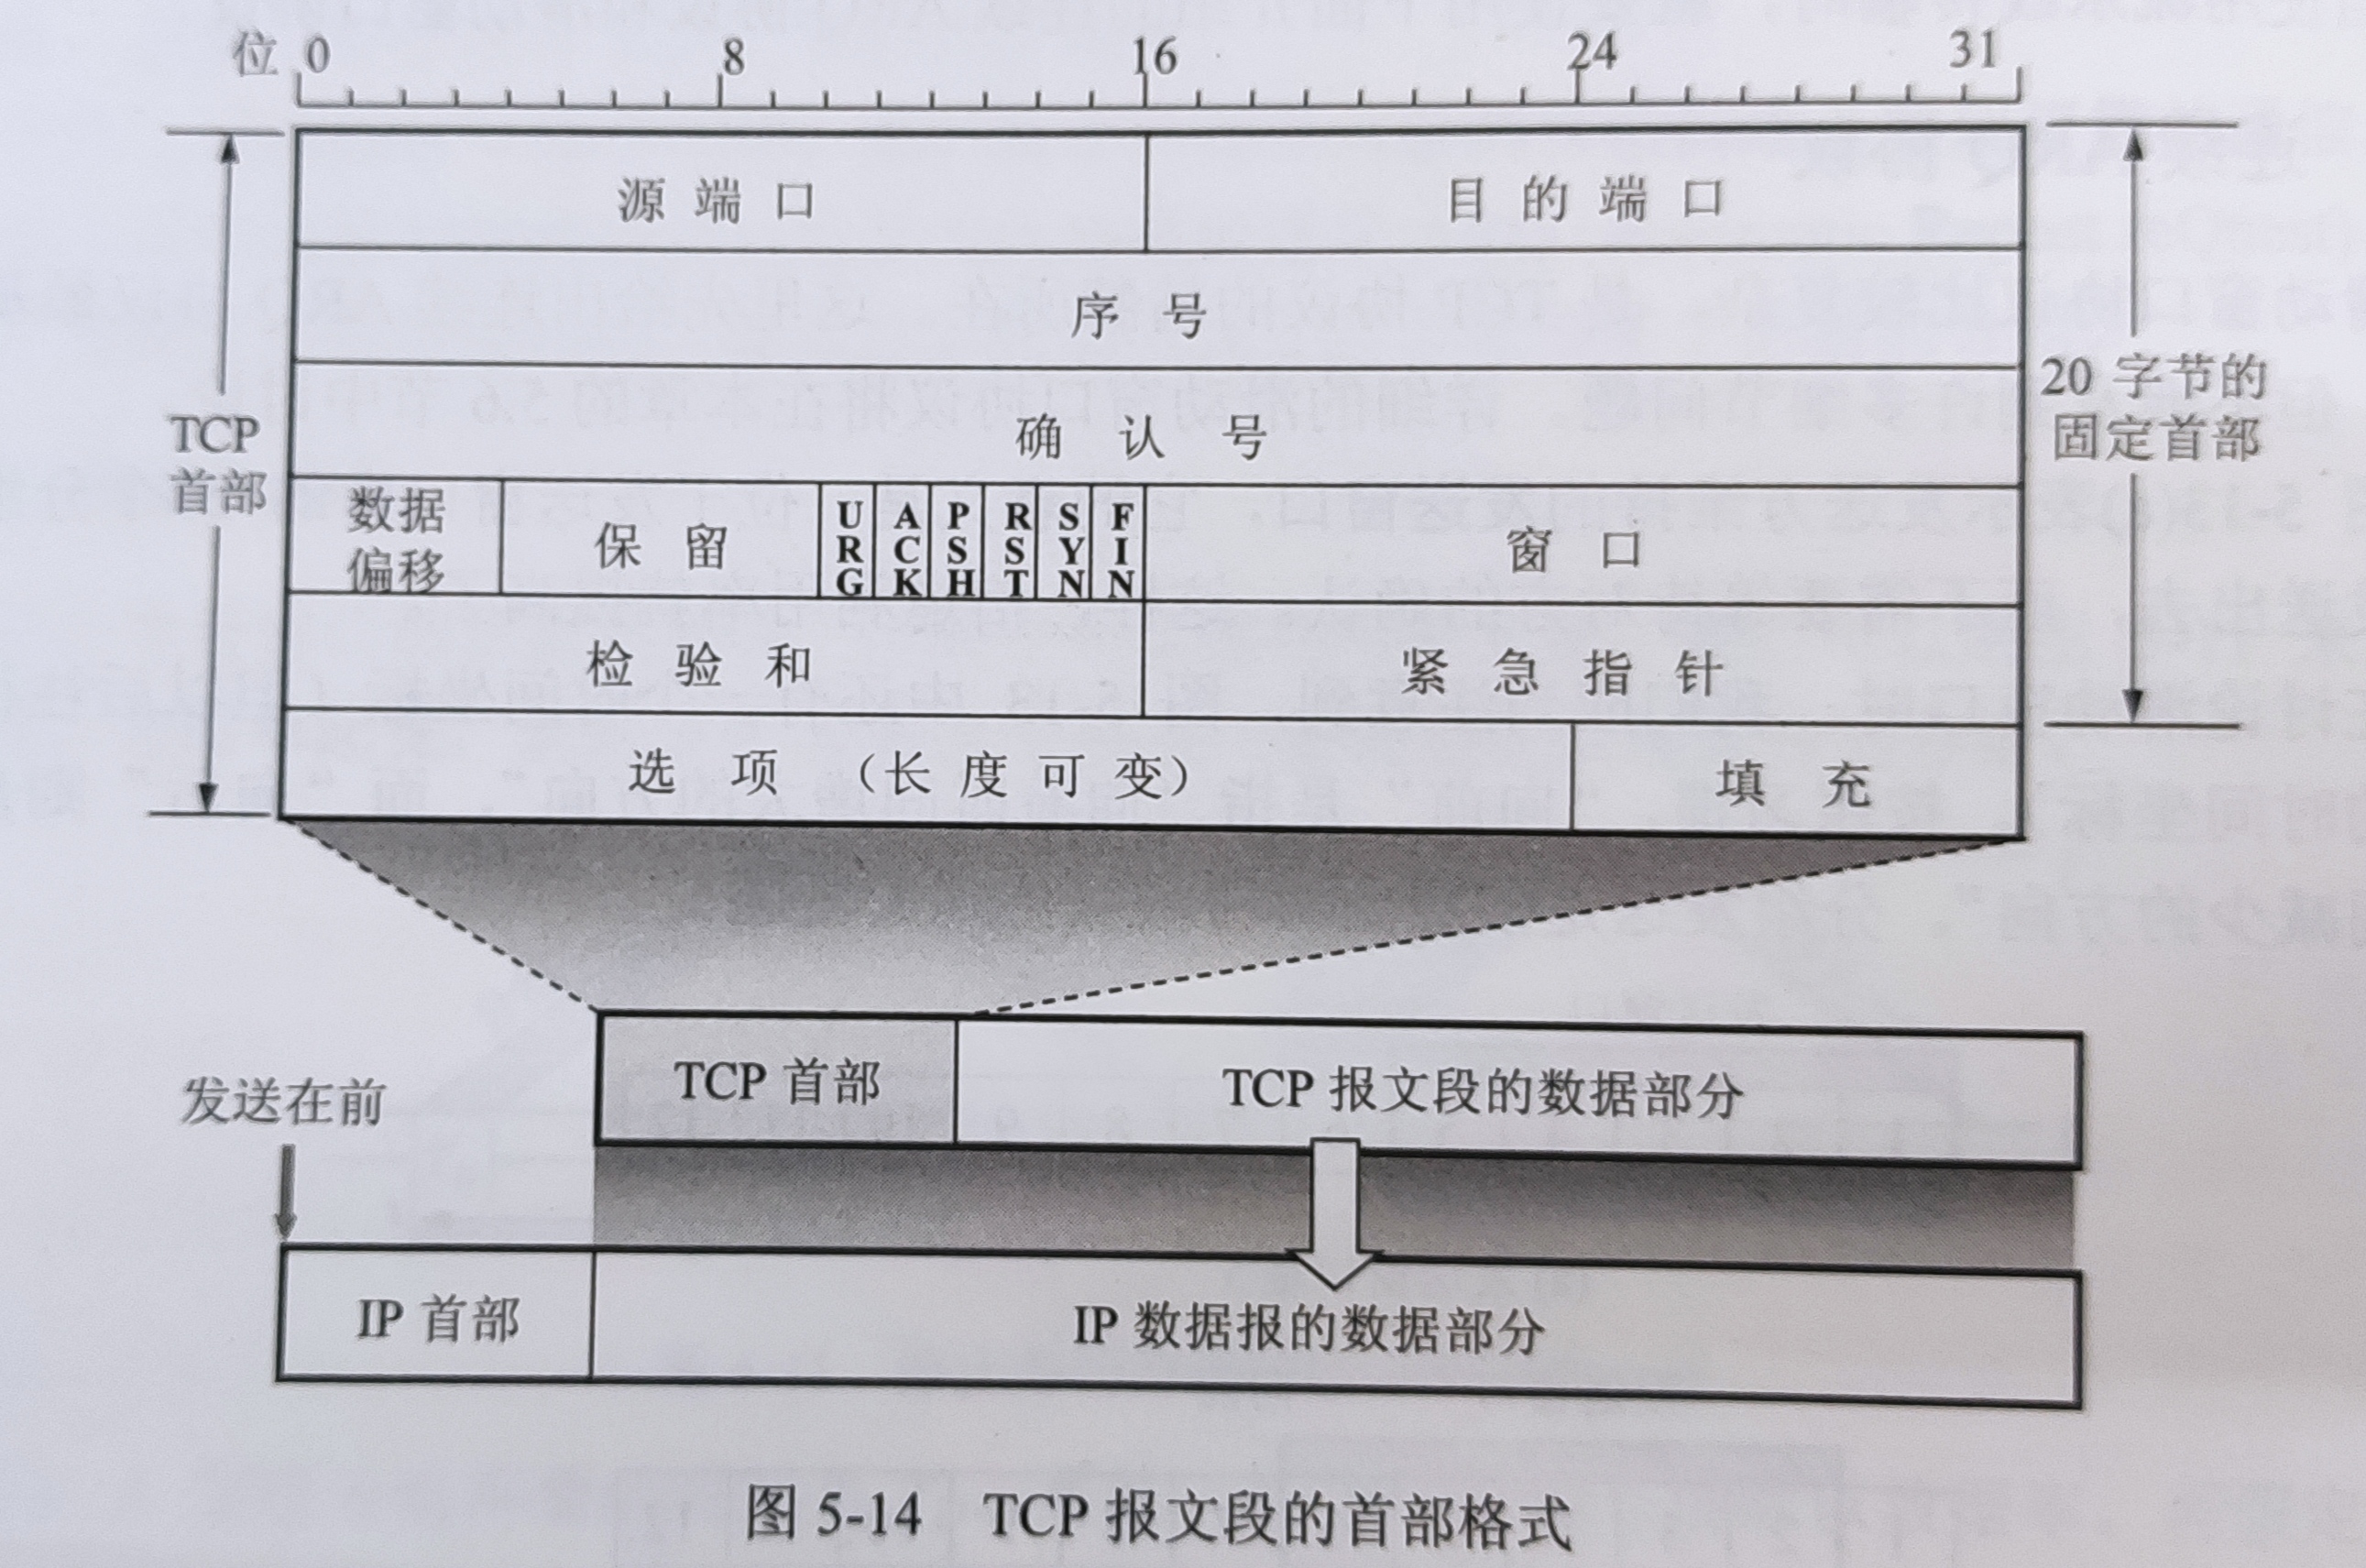 位 0 8 16 24 31
源端口 目的端口
序号
确认号
TCP
首部
20 字节的
固定首部
数据
偏移
保留
URG
ACK
PSH
RST
SYN
FIN
窗口
检验和 紧急指针
选项 （长度可变） 填充
TCP 首部 TCP 报文段的数据部分
发送在前
IP 首部 IP 数据报的数据部分
图 5-14 TCP 报文段的首部格式